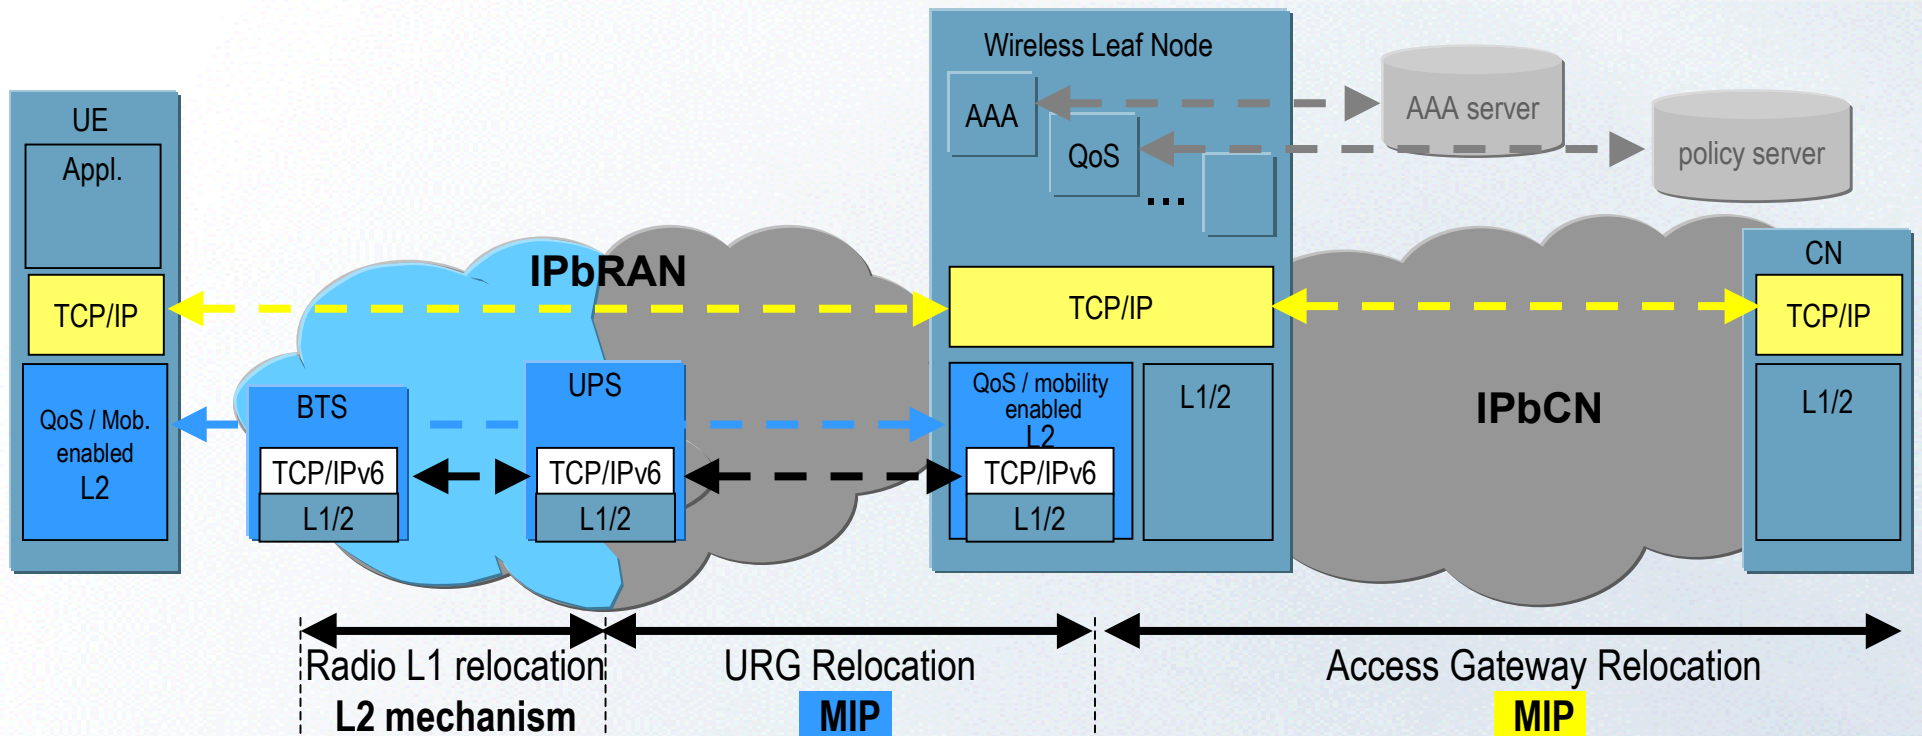 Wireless Leaf Node
AAA
QoS
...
AAA server
policy server
UE
Appl.
TCP/IP
QoS / Mob.
enabled
L2
IPbRAN
BTS
TCP/IPv6
L1/2
UPS
TCP/IPv6
L1/2
TCP/IP
QoS / mobility
enabled
L2
TCP/IPv6
L1/2
L1/2
IPbCN
CN
TCP/IP
L1/2
Radio L1 relocation
L2 mechanism
URG Relocation
MIP
Access Gateway Relocation
MIP